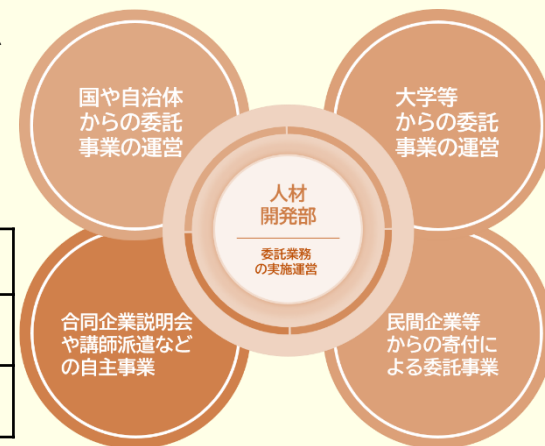 国や自治体
からの委託
事業の運営
大学等
からの委託
事業の運営
人材
開発部
委託業務
の実施運営
合同企業説明会
や講師派遣など
の自主事業
民間企業等
からの寄付に
よる委託事業